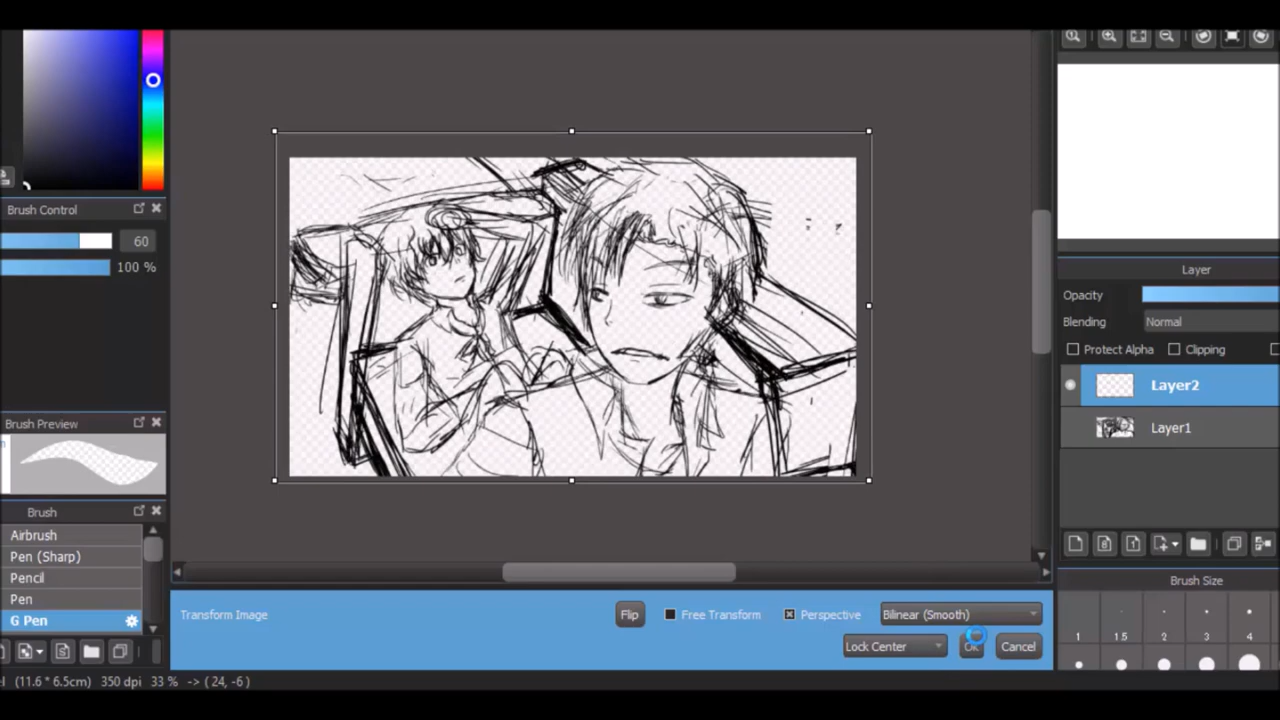 Brush Control
60
100 %
Brush Preview
Brush
Airbrush
Pen (Sharp)
Pencil
Pen
G Pen
(11.6 * 6.5cm) 350 dpi 33 % -> ( 24, -6 )
Transform Image
Flip
Free Transform
Perspective
Bilinear (Smooth)
Lock Center
OK
Cancel
Layer
Opacity
Blending
Normal
Protect Alpha
Clipping
Layer2
Layer1
Brush Size
1
1.5
2
3
4